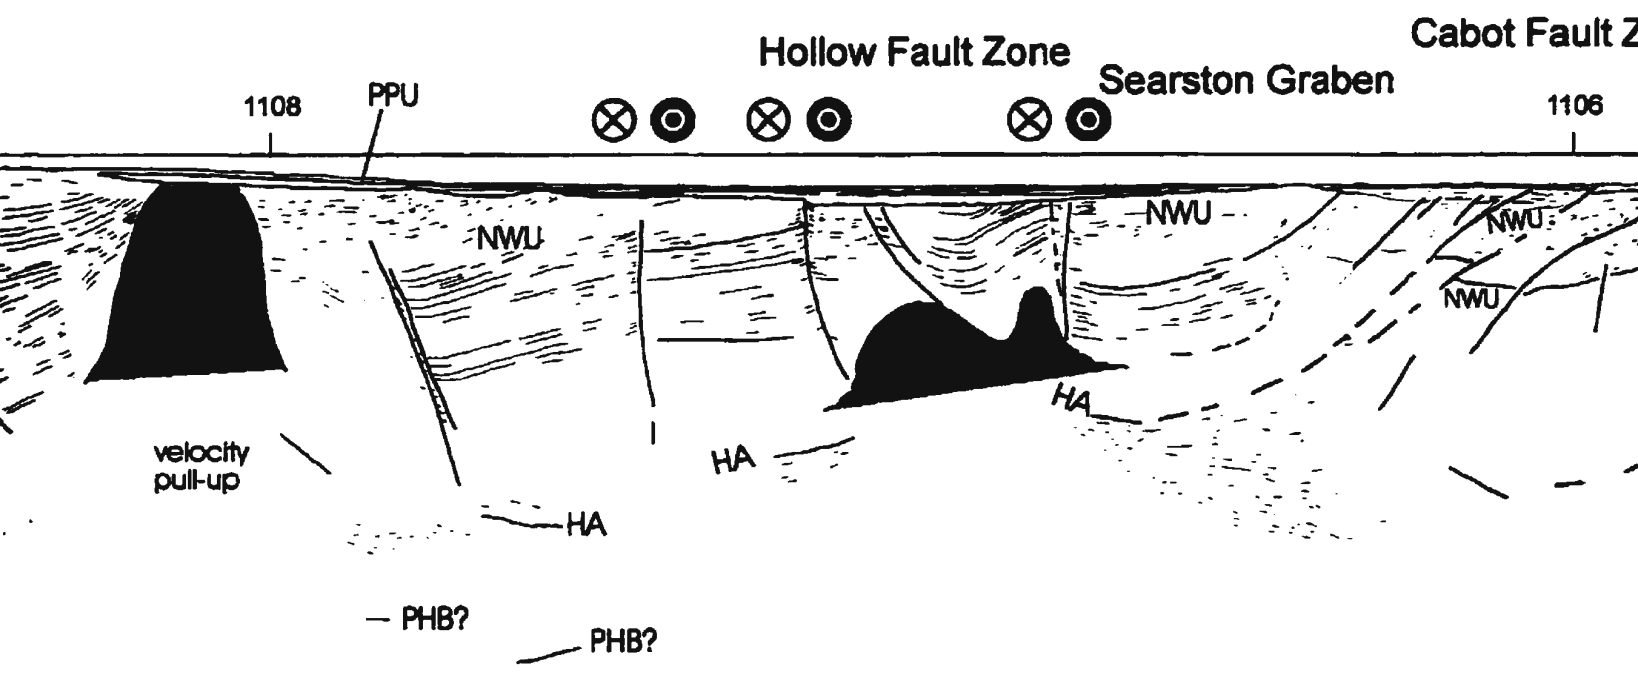 Cabot Fault Z
Hollow Fault Zone
Searston Graben
1108
PPU
1106
NWU
NWU
NWU
NWU
HA
velocity
pull-up
HA
HA
PHB?
PHB?